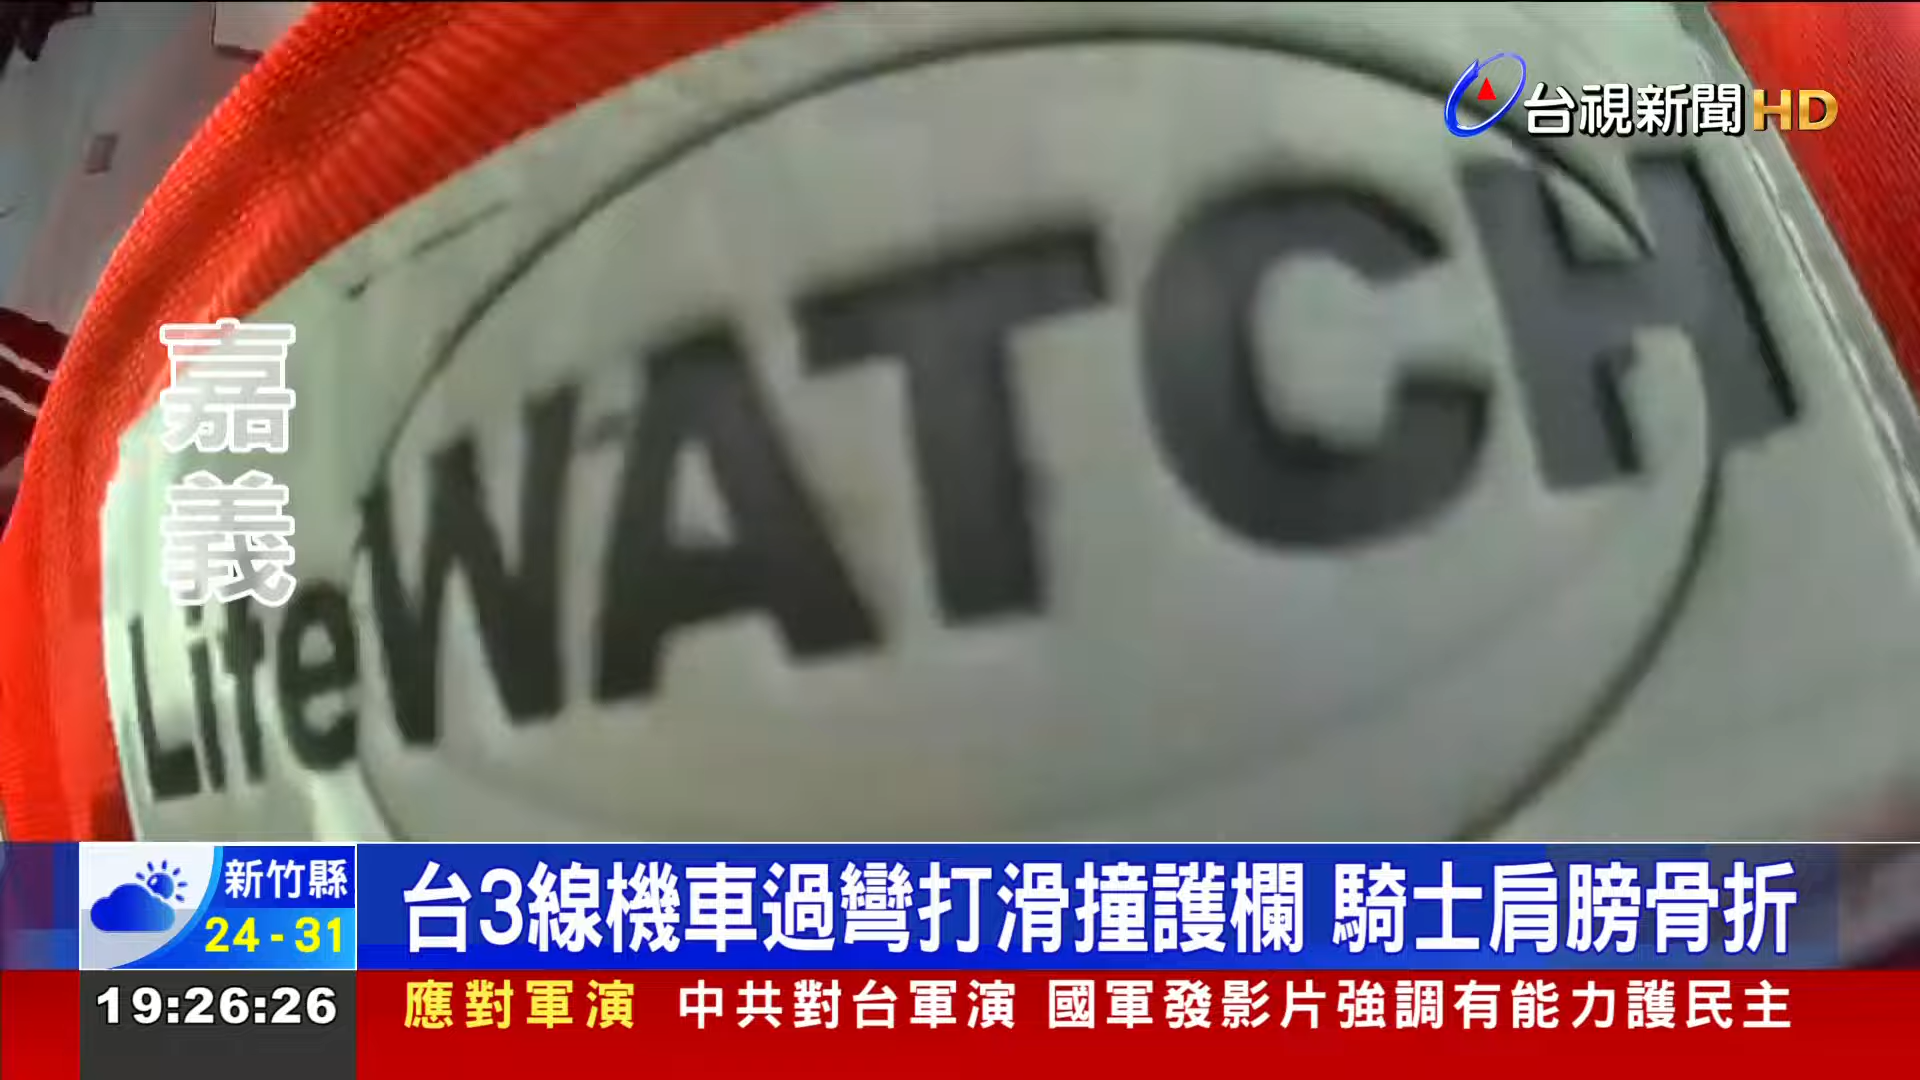 台視新聞HD
嘉義
LifeWATCH
新竹縣
24-31
台3線機車過彎打滑撞護欄 騎士肩膀骨折
19:26:26
應對軍演 中共對台軍演 國軍發影片強調有能力護民主